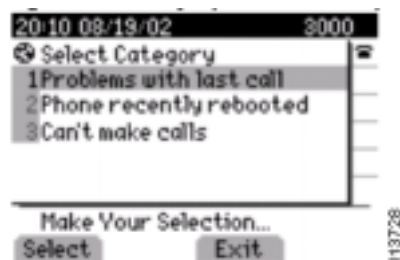 20:10 08/19/02 3000
Select Category
1 Problems with last call
2 Phone recently rebooted
3 Can't make calls
Make Your Selection...
Select Exit
113728